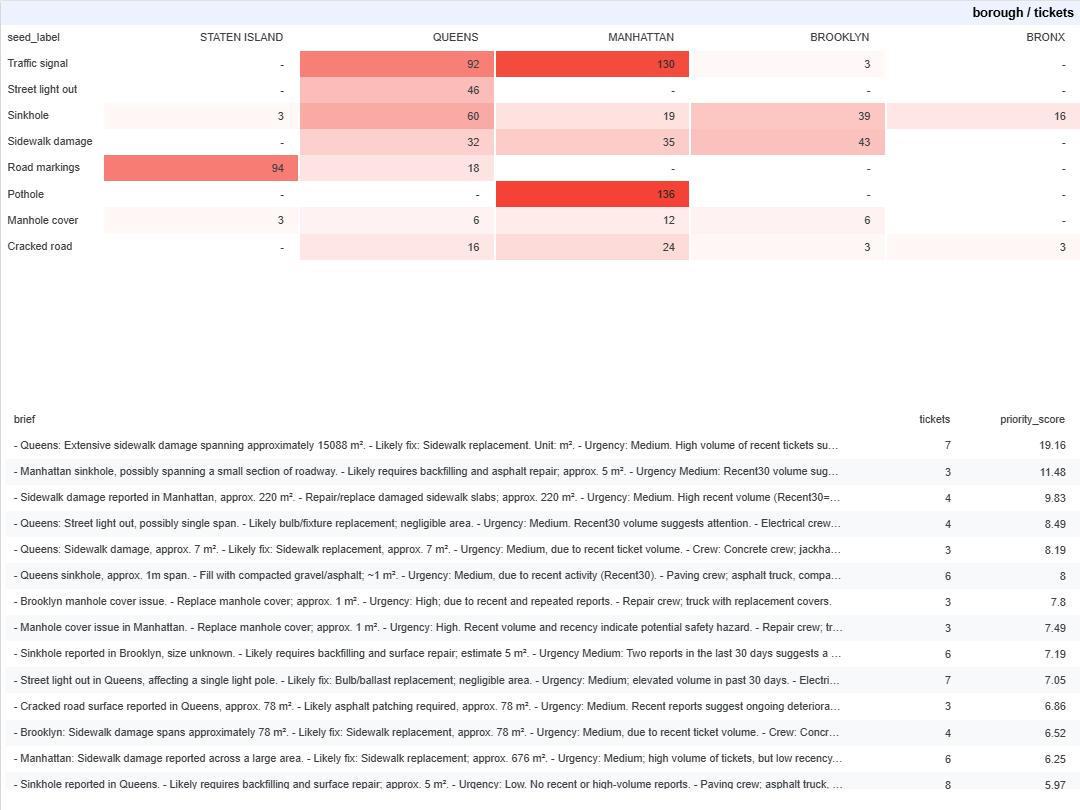 borough / tickets
seed_label STATEN ISLAND QUEENS MANHATTAN BROOKLYN BRONX
Traffic signal - 92 130 3 -
Street light out - 46 - - -
Sinkhole 3 60 19 39 16
Sidewalk damage - 32 35 43 -
Road markings 94 18 - - -
Pothole - - 136 - -
Manhole cover 3 6 12 6 -
Cracked road - 16 24 3 3
brief tickets priority_score
- Queens: Extensive sidewalk damage spanning approximately 15088 m². - Likely fix: Sidewalk replacement. Unit: m². - Urgency: Medium. High volume of recent tickets su… 7 19.16
- Manhattan sinkhole, possibly spanning a small section of roadway. - Likely requires backfilling and asphalt repair; approx. 5 m². - Urgency Medium: Recent30 volume sug… 3 11.48
- Sidewalk damage reported in Manhattan, approx. 220 m². - Repair/replace damaged sidewalk slabs; approx. 220 m². - Urgency: Medium. High recent volume (Recent30=… 4 9.83
- Queens: Street light out, possibly single span. - Likely bulb/fixture replacement; negligible area. - Urgency: Medium. Recent30 volume suggests attention. - Electrical crew… 4 8.49
- Queens: Sidewalk damage, approx. 7 m². - Likely fix: Sidewalk replacement, approx. 7 m². - Urgency: Medium, due to recent ticket volume. - Crew: Concrete crew; jackha… 3 8.19
- Queens sinkhole, approx. 1m span. - Fill with compacted gravel/asphalt; ~1 m². - Urgency: Medium, due to recent activity (Recent30). - Paving crew; asphalt truck, compa… 6 8
- Brooklyn manhole cover issue. - Replace manhole cover; approx. 1 m². - Urgency: High; due to recent and repeated reports. - Repair crew; truck with replacement covers. 3 7.8
- Manhole cover issue in Manhattan. - Replace manhole cover; approx. 1 m². - Urgency: High. Recent volume and recency indicate potential safety hazard. - Repair crew; tr… 3 7.49
- Sinkhole reported in Brooklyn, size unknown. - Likely requires backfilling and surface repair; estimate 5 m². - Urgency Medium: Two reports in the last 30 days suggests a … 6 7.19
- Street light out in Queens, affecting a single light pole. - Likely fix: Bulb/ballast replacement; negligible area. - Urgency: Medium; elevated volume in past 30 days. - Electri… 7 7.05
- Cracked road surface reported in Queens, approx. 78 m². - Likely asphalt patching required, approx. 78 m². - Urgency: Medium. Recent reports suggest ongoing deteriora… 3 6.86
- Brooklyn: Sidewalk damage spans approximately 78 m². - Likely fix: Sidewalk replacement, approx. 78 m². - Urgency: Medium, due to recent ticket volume. - Crew: Concr… 4 6.52
- Manhattan: Sidewalk damage reported across a large area. - Likely fix: Sidewalk replacement; approx. 676 m². - Urgency: Medium; high volume of tickets, but low recency… 6 6.25
- Sinkhole reported in Queens. - Likely requires backfilling and surface repair; approx. 5 m². - Urgency: Low. No recent or high-volume reports. - Paving crew; asphalt truck, … 8 5.97